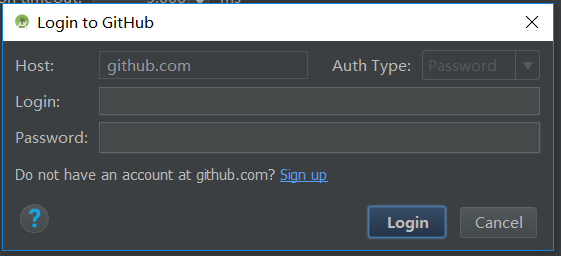 Login to GitHub
Host: github.com Auth Type: Password
Login:
Password:
Do not have an account at github.com? Sign up
? Login Cancel